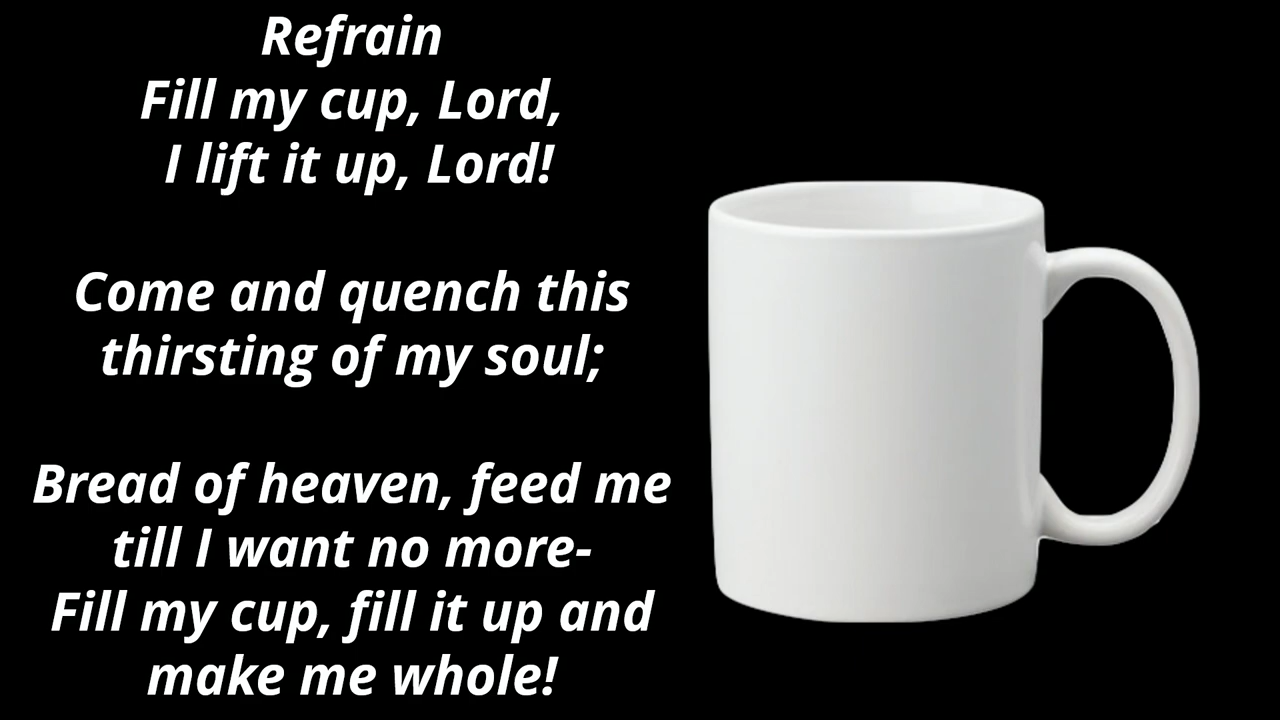 Refrain
Fill my cup, Lord,
I lift it up, Lord!
Come and quench this
thirsting of my soul;
Bread of heaven, feed me
till I want no more-
Fill my cup, fill it up and
make me whole!